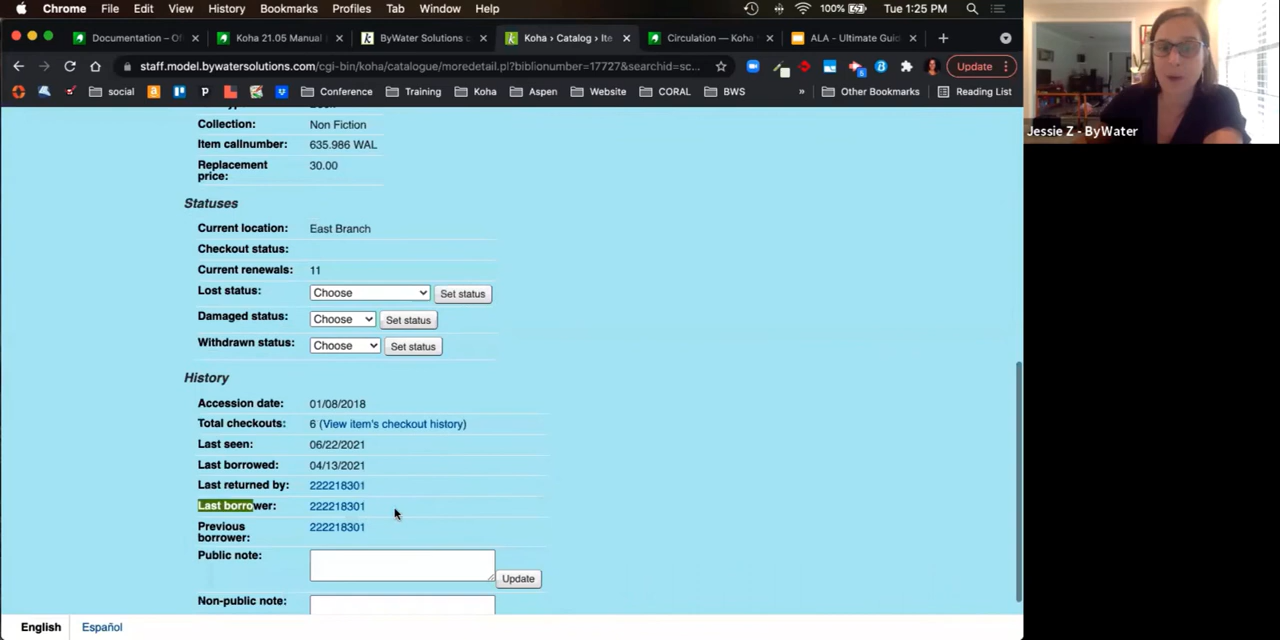 Chrome File Edit View History Bookmarks Profiles Tab Window Help 100% Tue 1:25 PM
Documentation – Of Koha 21.05 Manual ByWater Solutions Koha › Catalog › Ite Circulation — Koha ALA - Ultimate Guid
staff.model.bywatersolutions.com/cgi-bin/koha/catalogue/moredetail.pl?biblionumber=17727&searchid=sc... Update
social Conference Training Koha Aspen Website CORAL BWS » Other Bookmarks Reading List
Collection: Non Fiction
Item callnumber: 635.986 WAL
Replacement price: 30.00
Statuses
Current location: East Branch
Checkout status:
Current renewals: 11
Lost status: Choose Set status
Damaged status: Choose Set status
Withdrawn status: Choose Set status
History
Accession date: 01/08/2018
Total checkouts: 6 (View item's checkout history)
Last seen: 06/22/2021
Last borrowed: 04/13/2021
Last returned by: 222218301
Last borrower: 222218301
Previous borrower: 222218301
Public note: Update
Non-public note:
English Español
Jessie Z - ByWater